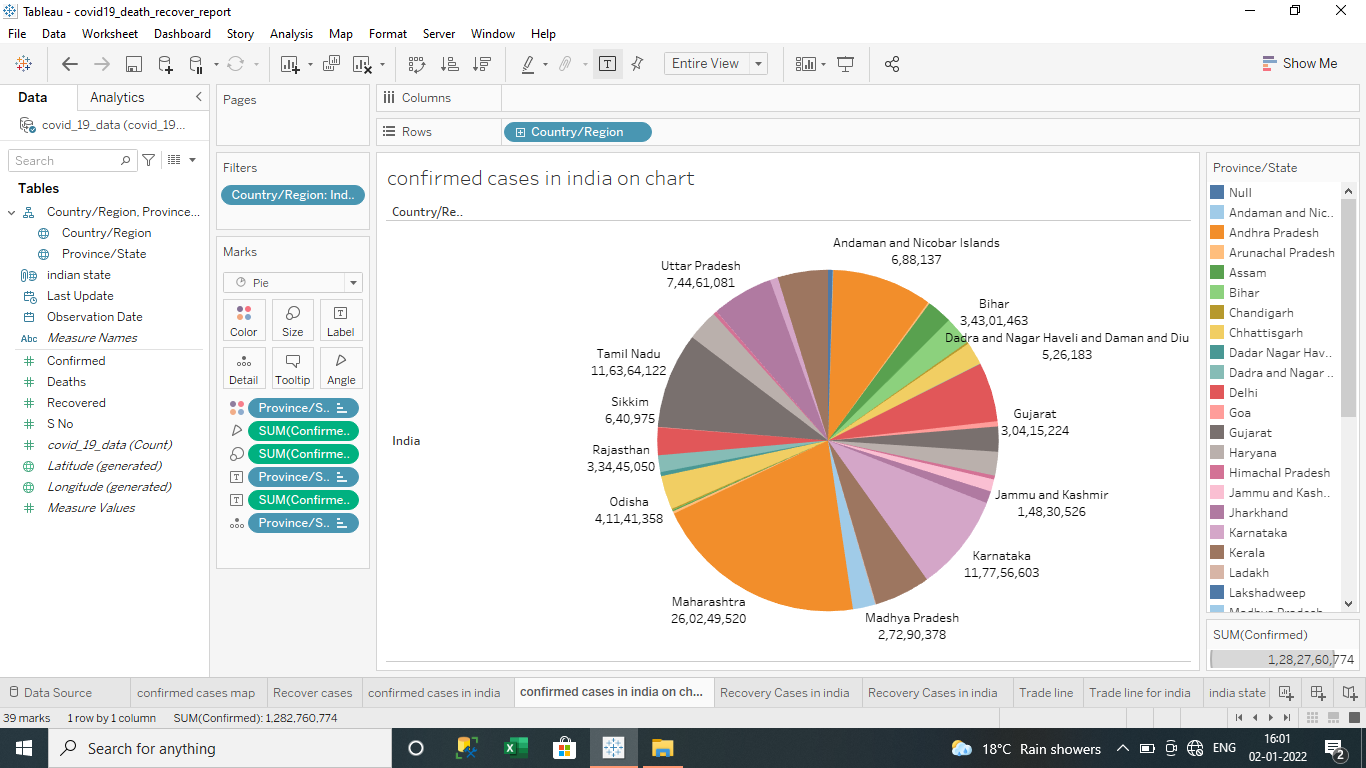 Tableau - covid19_death_recover_report
File Data Worksheet Dashboard Story Analysis Map Format Server Window Help
Entire View
Show Me
Data Analytics
covid_19_data (covid_19...
Search
Tables
Country/Region, Province...
Country/Region
Province/State
indian state
Last Update
Observation Date
Abc Measure Names
Confirmed
Deaths
Recovered
S No
covid_19_data (Count)
Latitude (generated)
Longitude (generated)
Measure Values
Pages
Filters
Country/Region: Ind..
Marks
Pie
Color Size Label
Detail Tooltip Angle
Province/S..
SUM(Confirme..
SUM(Confirme..
Province/S..
SUM(Confirme..
Province/S..
Columns
Rows Country/Region
confirmed cases in india on chart
Country/Re..
India
Andaman and Nicobar Islands
6,88,137
Bihar
3,43,01,463
Dadra and Nagar Haveli and Daman and Diu
5,26,183
Gujarat
3,04,15,224
Jammu and Kashmir
1,48,30,526
Karnataka
11,77,56,603
Madhya Pradesh
2,72,90,378
Maharashtra
26,02,49,520
Odisha
4,11,41,358
Rajasthan
3,34,45,050
Sikkim
6,40,975
Tamil Nadu
11,63,64,122
Uttar Pradesh
7,44,61,081
Province/State
Null
Andaman and Nic..
Andhra Pradesh
Arunachal Pradesh
Assam
Bihar
Chandigarh
Chhattisgarh
Dadar Nagar Hav..
Dadra and Nagar ..
Delhi
Goa
Gujarat
Haryana
Himachal Pradesh
Jammu and Kash..
Jharkhand
Karnataka
Kerala
Ladakh
Lakshadweep
Madhya Pradesh
SUM(Confirmed)
1,28,27,60,774
Data Source confirmed cases map Recover cases confirmed cases in india confirmed cases in india on ch... Recovery Cases in india Recovery Cases in india Trade line Trade line for india india state
39 marks 1 row by 1 column SUM(Confirmed): 1,282,760,774
Search for anything
18°C Rain showers
ENG
16:01
02-01-2022
2